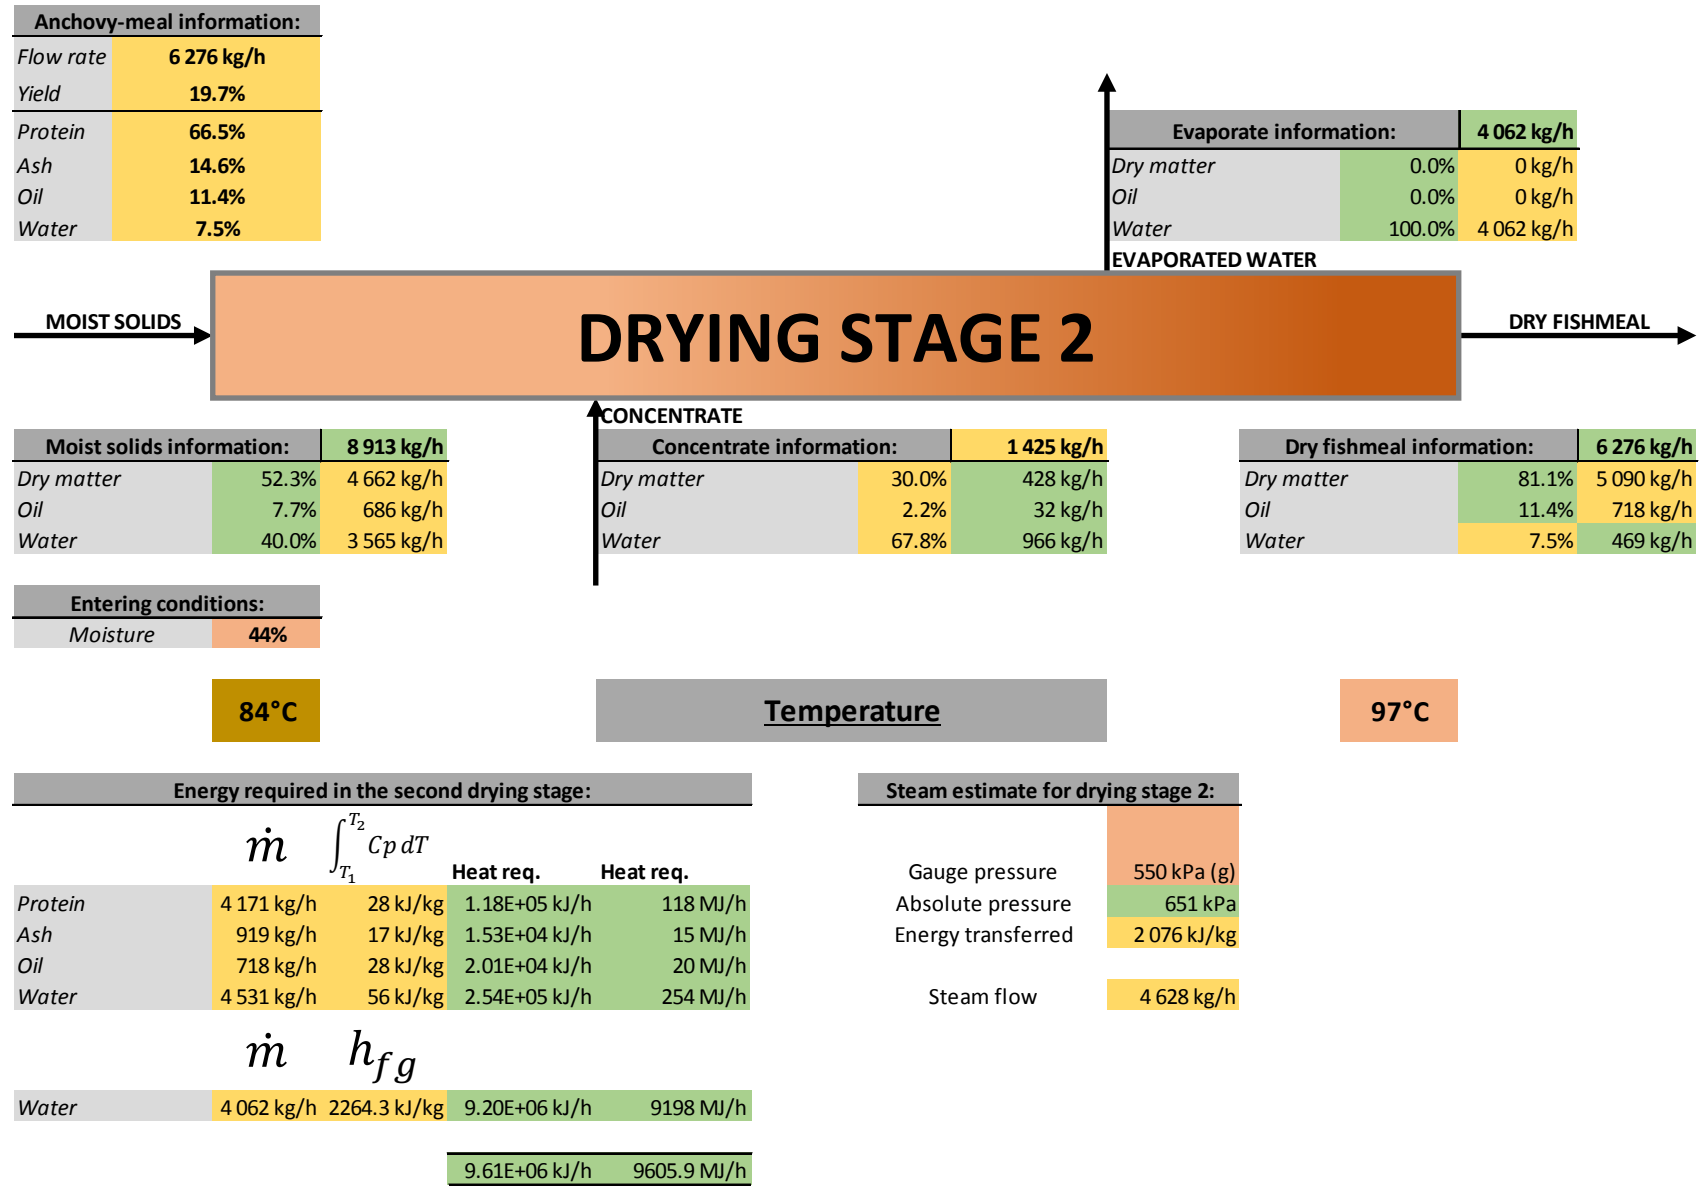 Anchovy-meal information:
Flow rate 6 276 kg/h
Yield 19.7%
Protein 66.5%
Ash 14.6%
Oil 11.4%
Water 7.5%
Evaporate information: 4 062 kg/h
Dry matter 0.0% 0 kg/h
Oil 0.0% 0 kg/h
Water 100.0% 4 062 kg/h
EVAPORATED WATER
MOIST SOLIDS
DRYING STAGE 2
DRY FISHMEAL
CONCENTRATE
Moist solids information: 8 913 kg/h
Dry matter 52.3% 4 662 kg/h
Oil 7.7% 686 kg/h
Water 40.0% 3 565 kg/h
Concentrate information: 1 425 kg/h
Dry matter 30.0% 428 kg/h
Oil 2.2% 32 kg/h
Water 67.8% 966 kg/h
Dry fishmeal information: 6 276 kg/h
Dry matter 81.1% 5 090 kg/h
Oil 11.4% 718 kg/h
Water 7.5% 469 kg/h
Entering conditions:
Moisture 44%
84°C
Temperature
97°C
Energy required in the second drying stage:
ṁ ∫_{T₁}^{T₂} Cp dT Heat req. Heat req.
Protein 4 171 kg/h 28 kJ/kg 1.18E+05 kJ/h 118 MJ/h
Ash 919 kg/h 17 kJ/kg 1.53E+04 kJ/h 15 MJ/h
Oil 718 kg/h 28 kJ/kg 2.01E+04 kJ/h 20 MJ/h
Water 4 531 kg/h 56 kJ/kg 2.54E+05 kJ/h 254 MJ/h
ṁ h_{fg}
Water 4 062 kg/h 2264.3 kJ/kg 9.20E+06 kJ/h 9198 MJ/h
9.61E+06 kJ/h 9605.9 MJ/h
Steam estimate for drying stage 2:
Gauge pressure 550 kPa (g)
Absolute pressure 651 kPa
Energy transferred 2 076 kJ/kg
Steam flow 4 628 kg/h